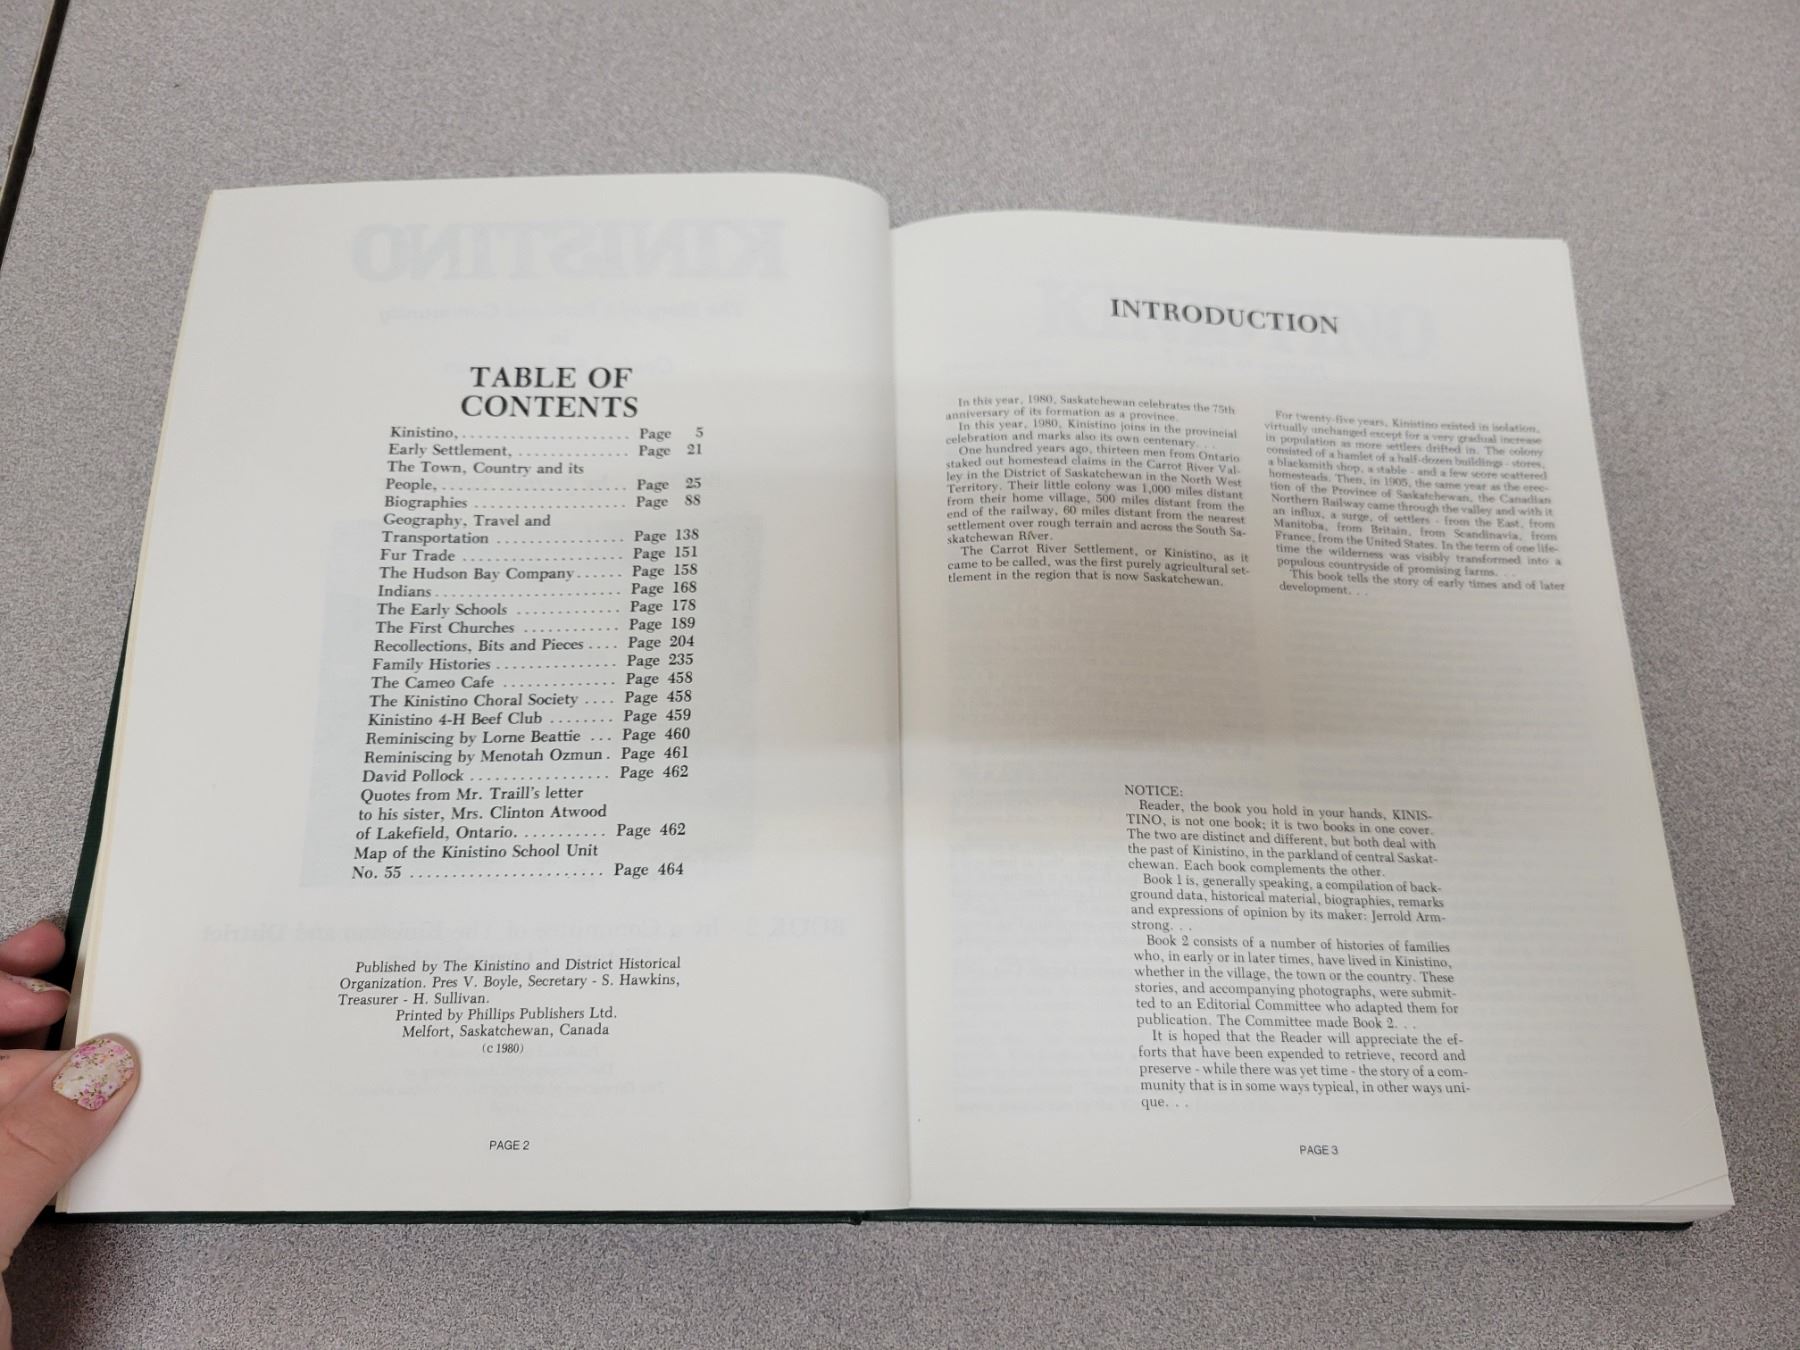 TABLE OF
CONTENTS
Kinistino, ...................... Page 5
Early Settlement, .............. Page 21
The Town, Country and its
People, ........................ Page 25
Biographies .................... Page 88
Geography, Travel and
Transportation ................ Page 138
Fur Trade ..................... Page 151
The Hudson Bay Company...... Page 158
Indians........................ Page 168
The Early Schools ............. Page 178
The First Churches ............ Page 189
Recollections, Bits and Pieces .... Page 204
Family Histories ............... Page 235
The Cameo Cafe .............. Page 458
The Kinistino Choral Society .... Page 458
Kinistino 4-H Beef Club ........ Page 459
Reminiscing by Lorne Beattie ... Page 460
Reminiscing by Menotah Ozmun . Page 461
David Pollock ................. Page 462
Quotes from Mr. Traill's letter
to his sister, Mrs. Clinton Atwood
of Lakefield, Ontario. .......... Page 462
Map of the Kinistino School Unit
No. 55 ....................... Page 464
Published by The Kinistino and District Historical
Organization. Pres V. Boyle, Secretary - S. Hawkins,
Treasurer - H. Sullivan.
Printed by Phillips Publishers Ltd.
Melfort, Saskatchewan, Canada
(c 1980)
PAGE 2
INTRODUCTION
In this year, 1980, Saskatchewan celebrates the 75th
anniversary of its formation as a province.
In this year, 1980, Kinistino joins in the provincial
celebration and marks also its own centenary. . .
One hundred years ago, thirteen men from Ontario
staked out homestead claims in the Carrot River Val-
ley in the District of Saskatchewan in the North West
Territory. Their little colony was 1,000 miles distant
from their home village, 500 miles distant from the
end of the railway, 60 miles distant from the nearest
settlement over rough terrain and across the South Sa-
skatchewan River.
The Carrot River Settlement, or Kinistino, as it
came to be called, was the first purely agricultural set-
tlement in the region that is now Saskatchewan.
For twenty-five years, Kinistino existed in isolation,
virtually unchanged except for a very gradual increase
in population as more settlers drifted in. The colony
consisted of a hamlet of a half-dozen buildings - stores,
a blacksmith shop, a stable - and a few score scattered
homesteads. Then, in 1905, the same year as the erec-
tion of the Province of Saskatchewan, the Canadian
Northern Railway came through the valley and with it
an influx, a surge, of settlers - from the East, from
Manitoba, from Britain, from Scandinavia, from
France, from the United States. In the term of one life-
time the wilderness was visibly transformed into a
populous countryside of promising farms. . .
This book tells the story of early times and of later
development. . .
NOTICE:
Reader, the book you hold in your hands, KINIS-
TINO, is not one book; it is two books in one cover.
The two are distinct and different, but both deal with
the past of Kinistino, in the parkland of central Saskat-
chewan. Each book complements the other.
Book 1 is, generally speaking, a compilation of back-
ground data, historical material, biographies, remarks
and expressions of opinion by its maker: Jerrold Arm-
strong. . .
Book 2 consists of a number of histories of families
who, in early or in later times, have lived in Kinistino,
whether in the village, the town or the country. These
stories, and accompanying photographs, were submit-
ted to an Editorial Committee who adapted them for
publication. The Committee made Book 2. . .
It is hoped that the Reader will appreciate the ef-
forts that have been expended to retrieve, record and
preserve - while there was yet time - the story of a com-
munity that is in some ways typical, in other ways uni-
que. . .
PAGE 3